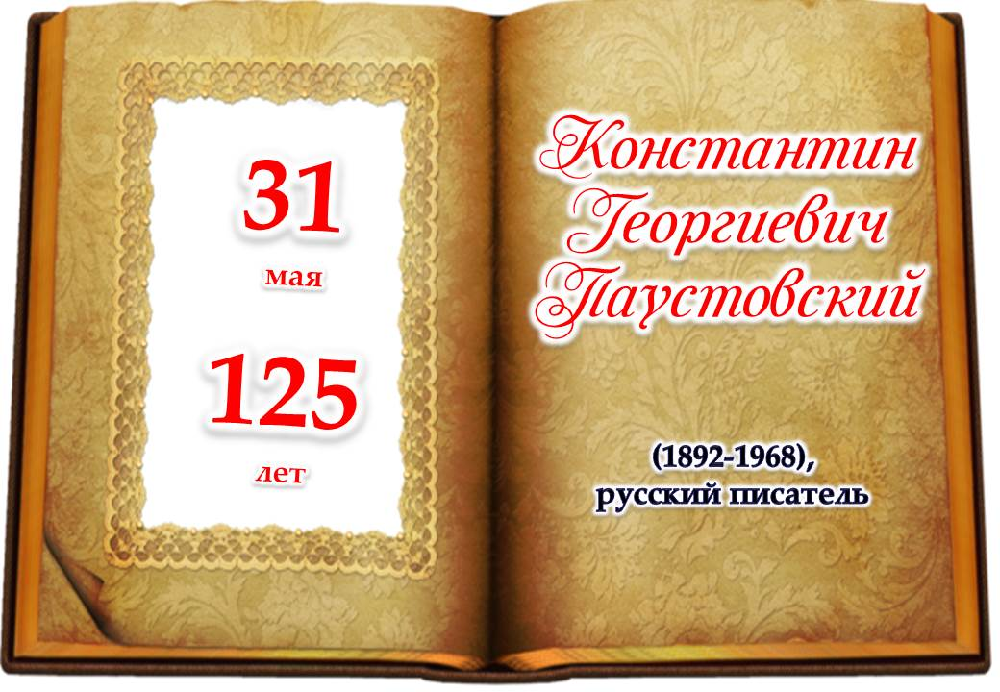 31
мая
125
лет
Константин
Георгиевич
Паустовский
(1892-1968),
русский писатель